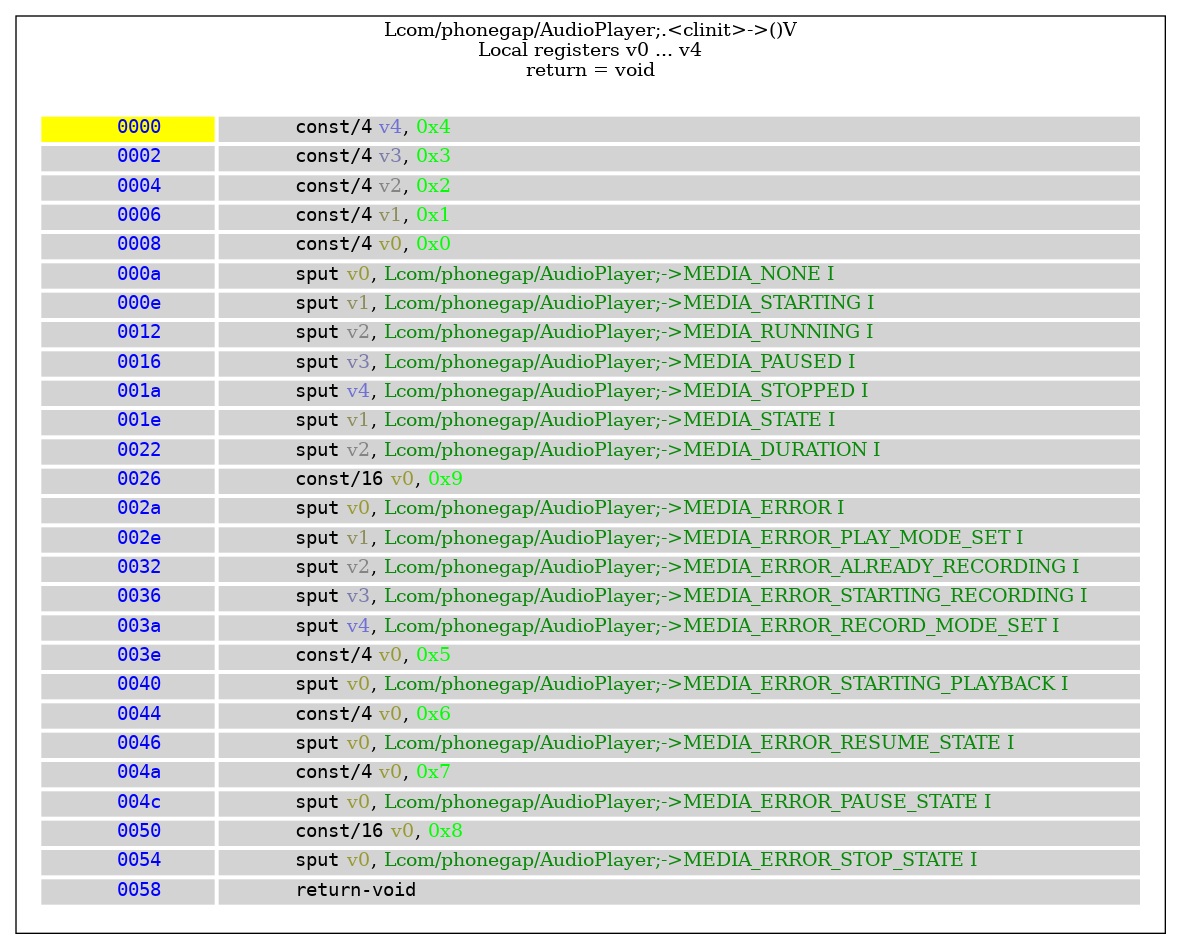 Lcom/phonegap/AudioPlayer;.<clinit>->()V
Local registers v0 ... v4
return = void
0000 const/4 v4, 0x4
0002 const/4 v3, 0x3
0004 const/4 v2, 0x2
0006 const/4 v1, 0x1
0008 const/4 v0, 0x0
000a sput v0, Lcom/phonegap/AudioPlayer;->MEDIA_NONE I
000e sput v1, Lcom/phonegap/AudioPlayer;->MEDIA_STARTING I
0012 sput v2, Lcom/phonegap/AudioPlayer;->MEDIA_RUNNING I
0016 sput v3, Lcom/phonegap/AudioPlayer;->MEDIA_PAUSED I
001a sput v4, Lcom/phonegap/AudioPlayer;->MEDIA_STOPPED I
001e sput v1, Lcom/phonegap/AudioPlayer;->MEDIA_STATE I
0022 sput v2, Lcom/phonegap/AudioPlayer;->MEDIA_DURATION I
0026 const/16 v0, 0x9
002a sput v0, Lcom/phonegap/AudioPlayer;->MEDIA_ERROR I
002e sput v1, Lcom/phonegap/AudioPlayer;->MEDIA_ERROR_PLAY_MODE_SET I
0032 sput v2, Lcom/phonegap/AudioPlayer;->MEDIA_ERROR_ALREADY_RECORDING I
0036 sput v3, Lcom/phonegap/AudioPlayer;->MEDIA_ERROR_STARTING_RECORDING I
003a sput v4, Lcom/phonegap/AudioPlayer;->MEDIA_ERROR_RECORD_MODE_SET I
003e const/4 v0, 0x5
0040 sput v0, Lcom/phonegap/AudioPlayer;->MEDIA_ERROR_STARTING_PLAYBACK I
0044 const/4 v0, 0x6
0046 sput v0, Lcom/phonegap/AudioPlayer;->MEDIA_ERROR_RESUME_STATE I
004a const/4 v0, 0x7
004c sput v0, Lcom/phonegap/AudioPlayer;->MEDIA_ERROR_PAUSE_STATE I
0050 const/16 v0, 0x8
0054 sput v0, Lcom/phonegap/AudioPlayer;->MEDIA_ERROR_STOP_STATE I
0058 return-void